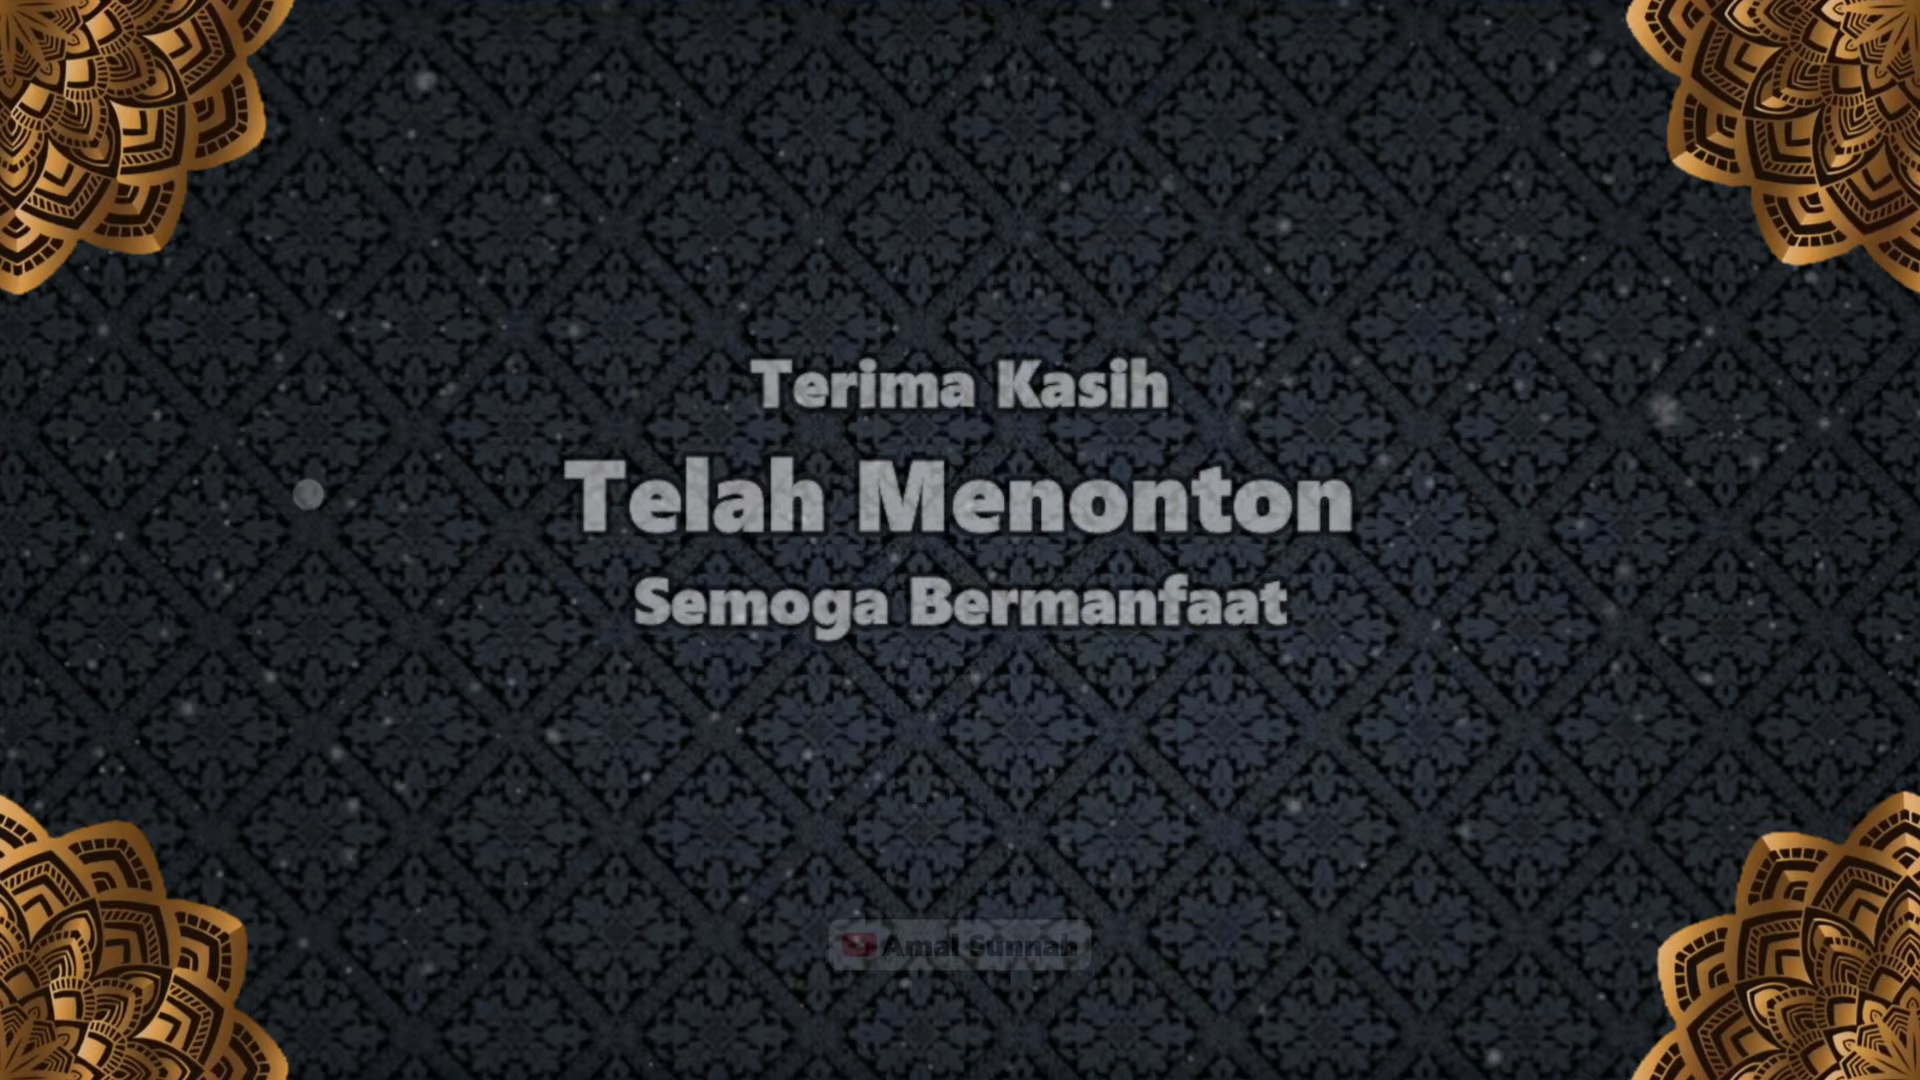 Terima Kasih
Telah Menonton
Semoga Bermanfaat
Amal Sunnah